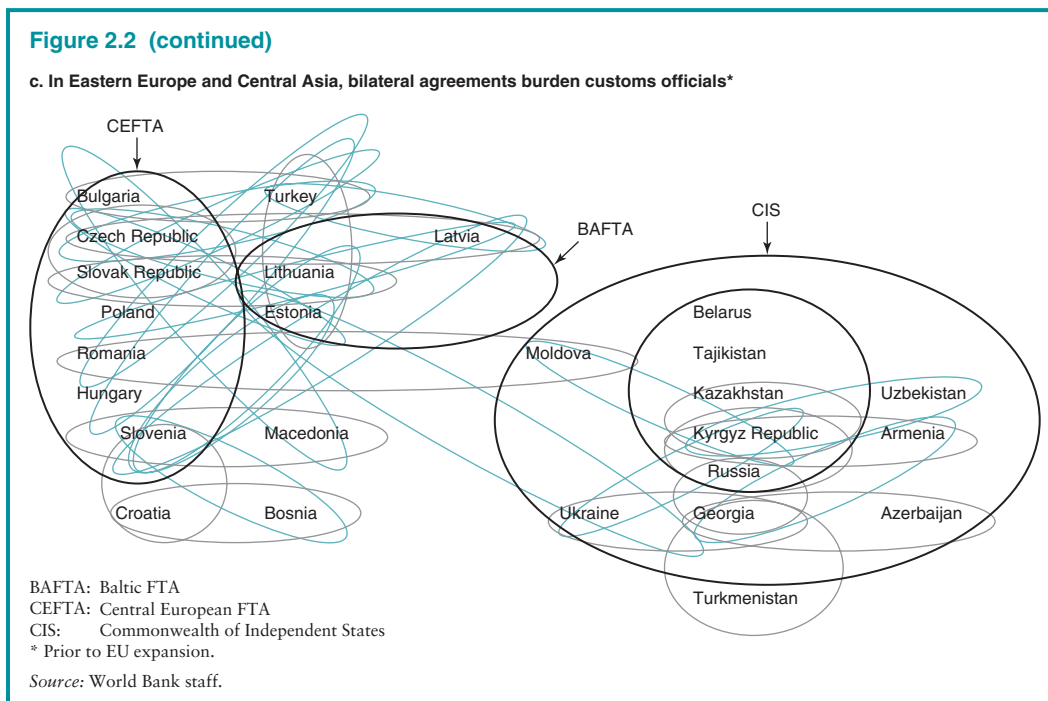 Figure 2.2 (continued)
c. In Eastern Europe and Central Asia, bilateral agreements burden customs officials*
CEFTA
Bulgaria
Turkey
CIS
Czech Republic
Latvia
BAFTA
Slovak Republic
Lithuania
Poland
Estonia
Belarus
Romania
Moldova
Tajikistan
Hungary
Kazakhstan
Uzbekistan
Slovenia
Macedonia
Kyrgyz Republic
Armenia
Russia
Croatia
Bosnia
Ukraine
Georgia
Azerbaijan
Turkmenistan
BAFTA: Baltic FTA
CEFTA: Central European FTA
CIS: Commonwealth of Independent States
* Prior to EU expansion.
Source: World Bank staff.